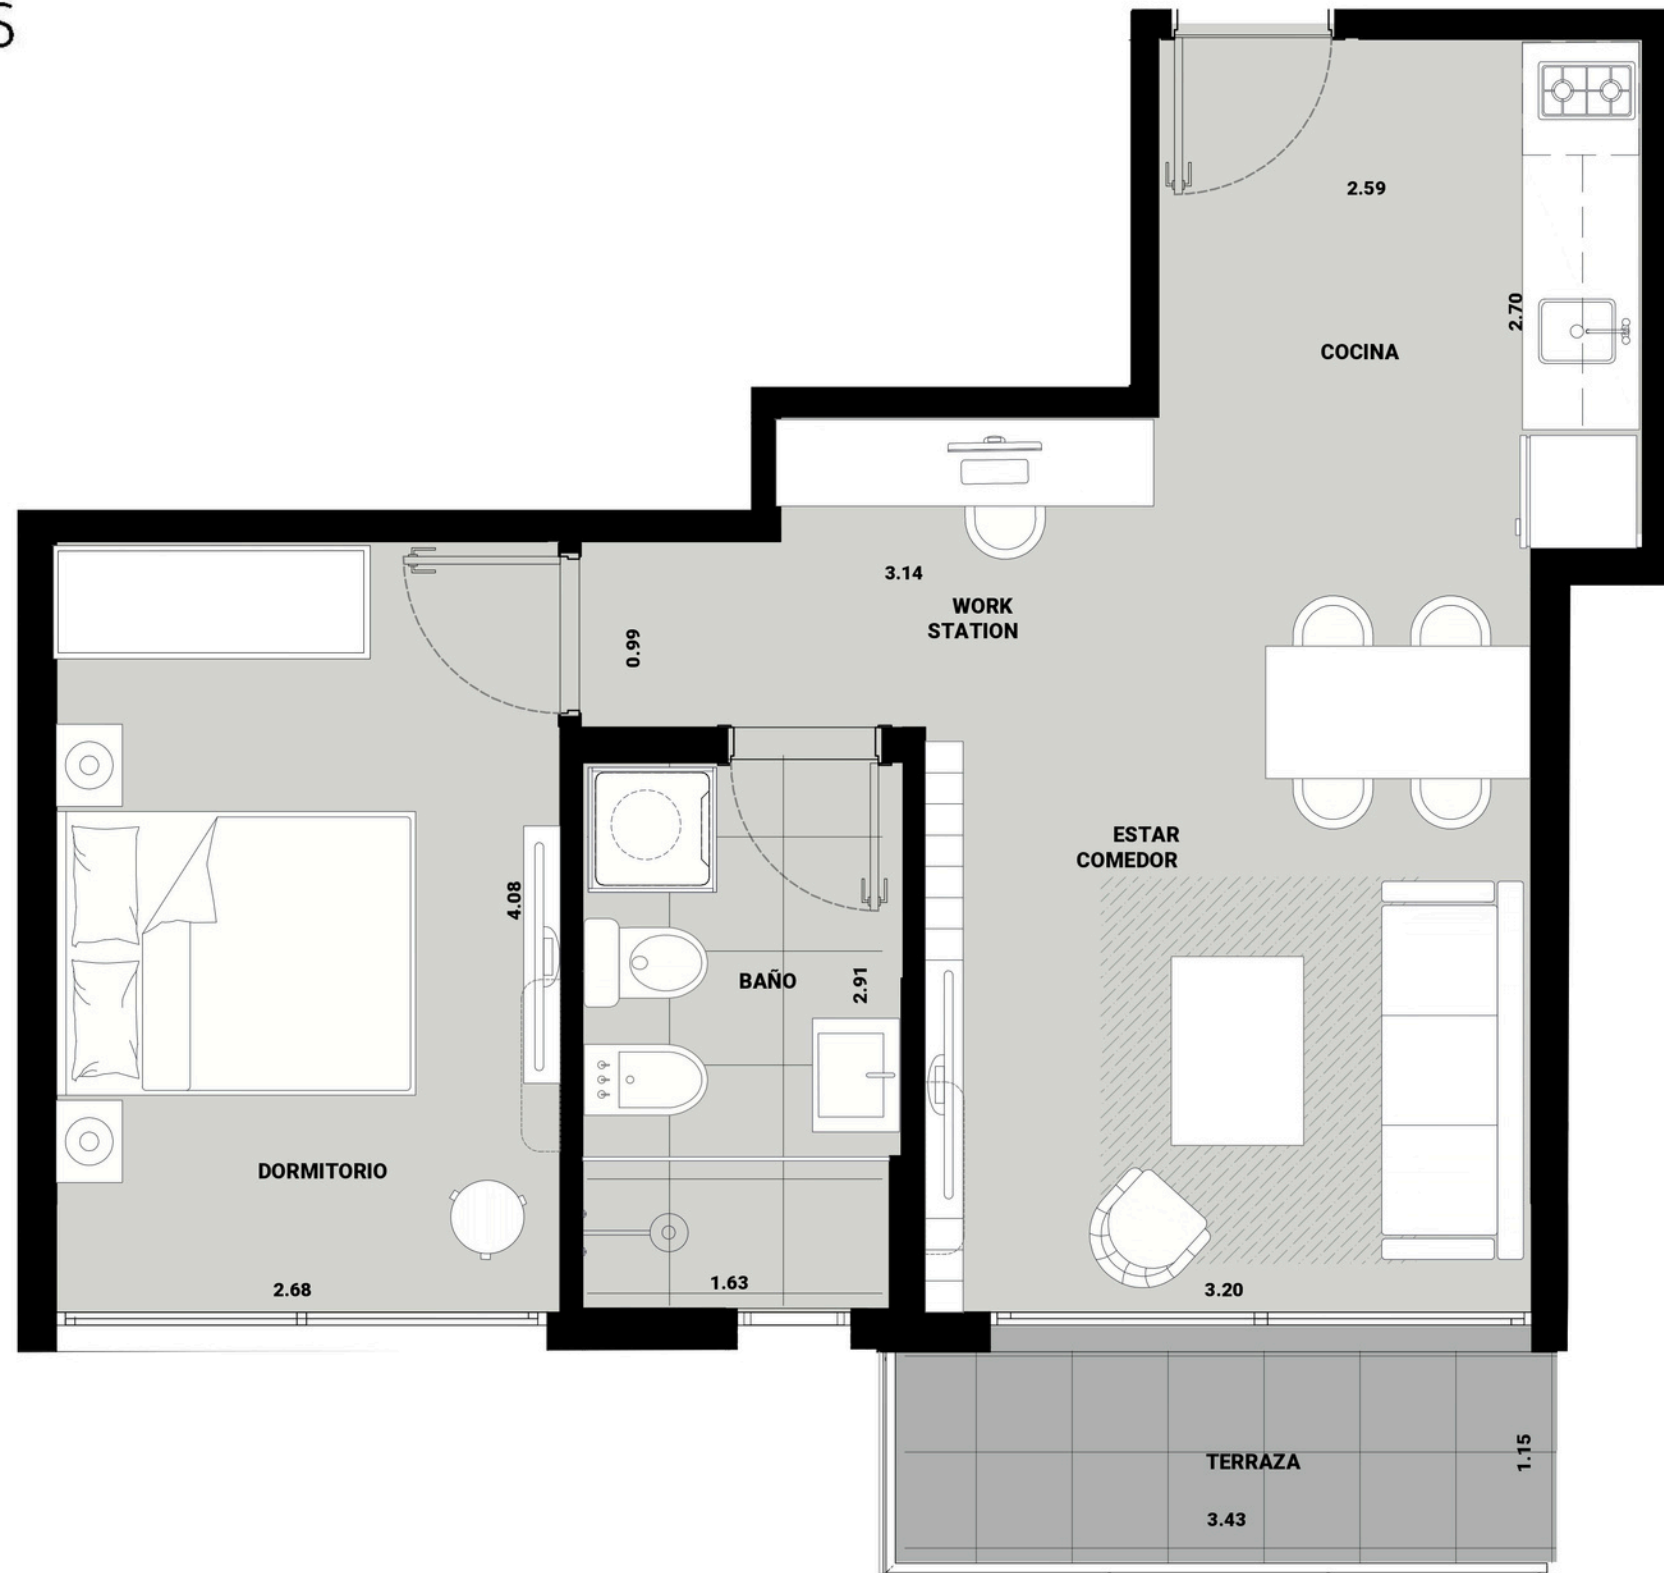 S
2.59
2.70
COCINA
3.14
WORK
STATION
0.99
ESTAR
COMEDOR
4.08
BAÑO
2.91
DORMITORIO
2.68
1.63
3.20
TERRAZA
1.15
3.43